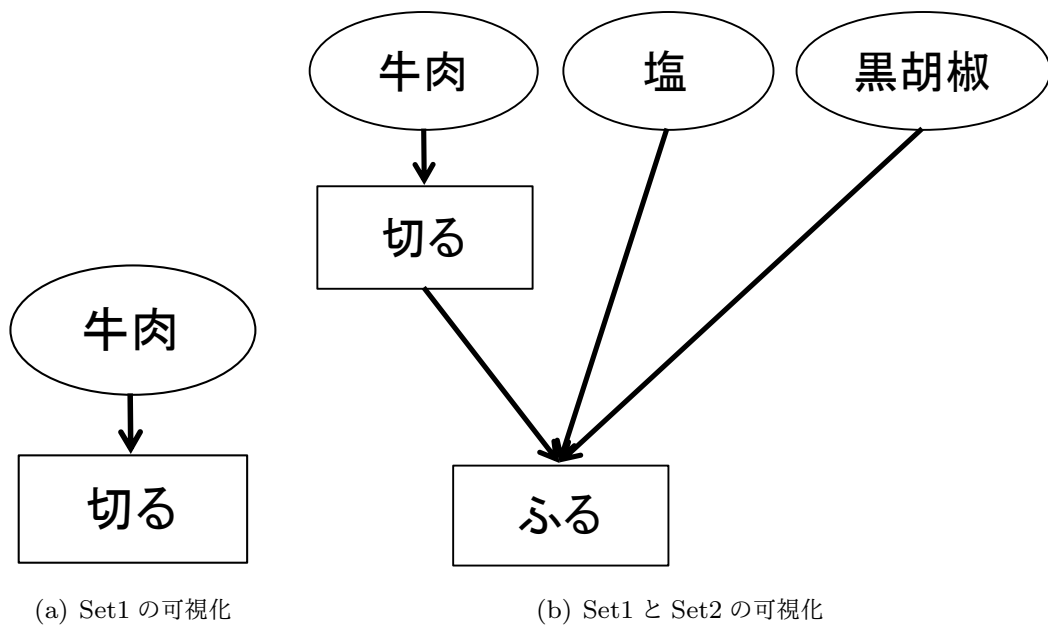 牛肉
切る
(a) Set1 の可視化
牛肉
塩
黒胡椒
切る
ふる
(b) Set1 と Set2 の可視化